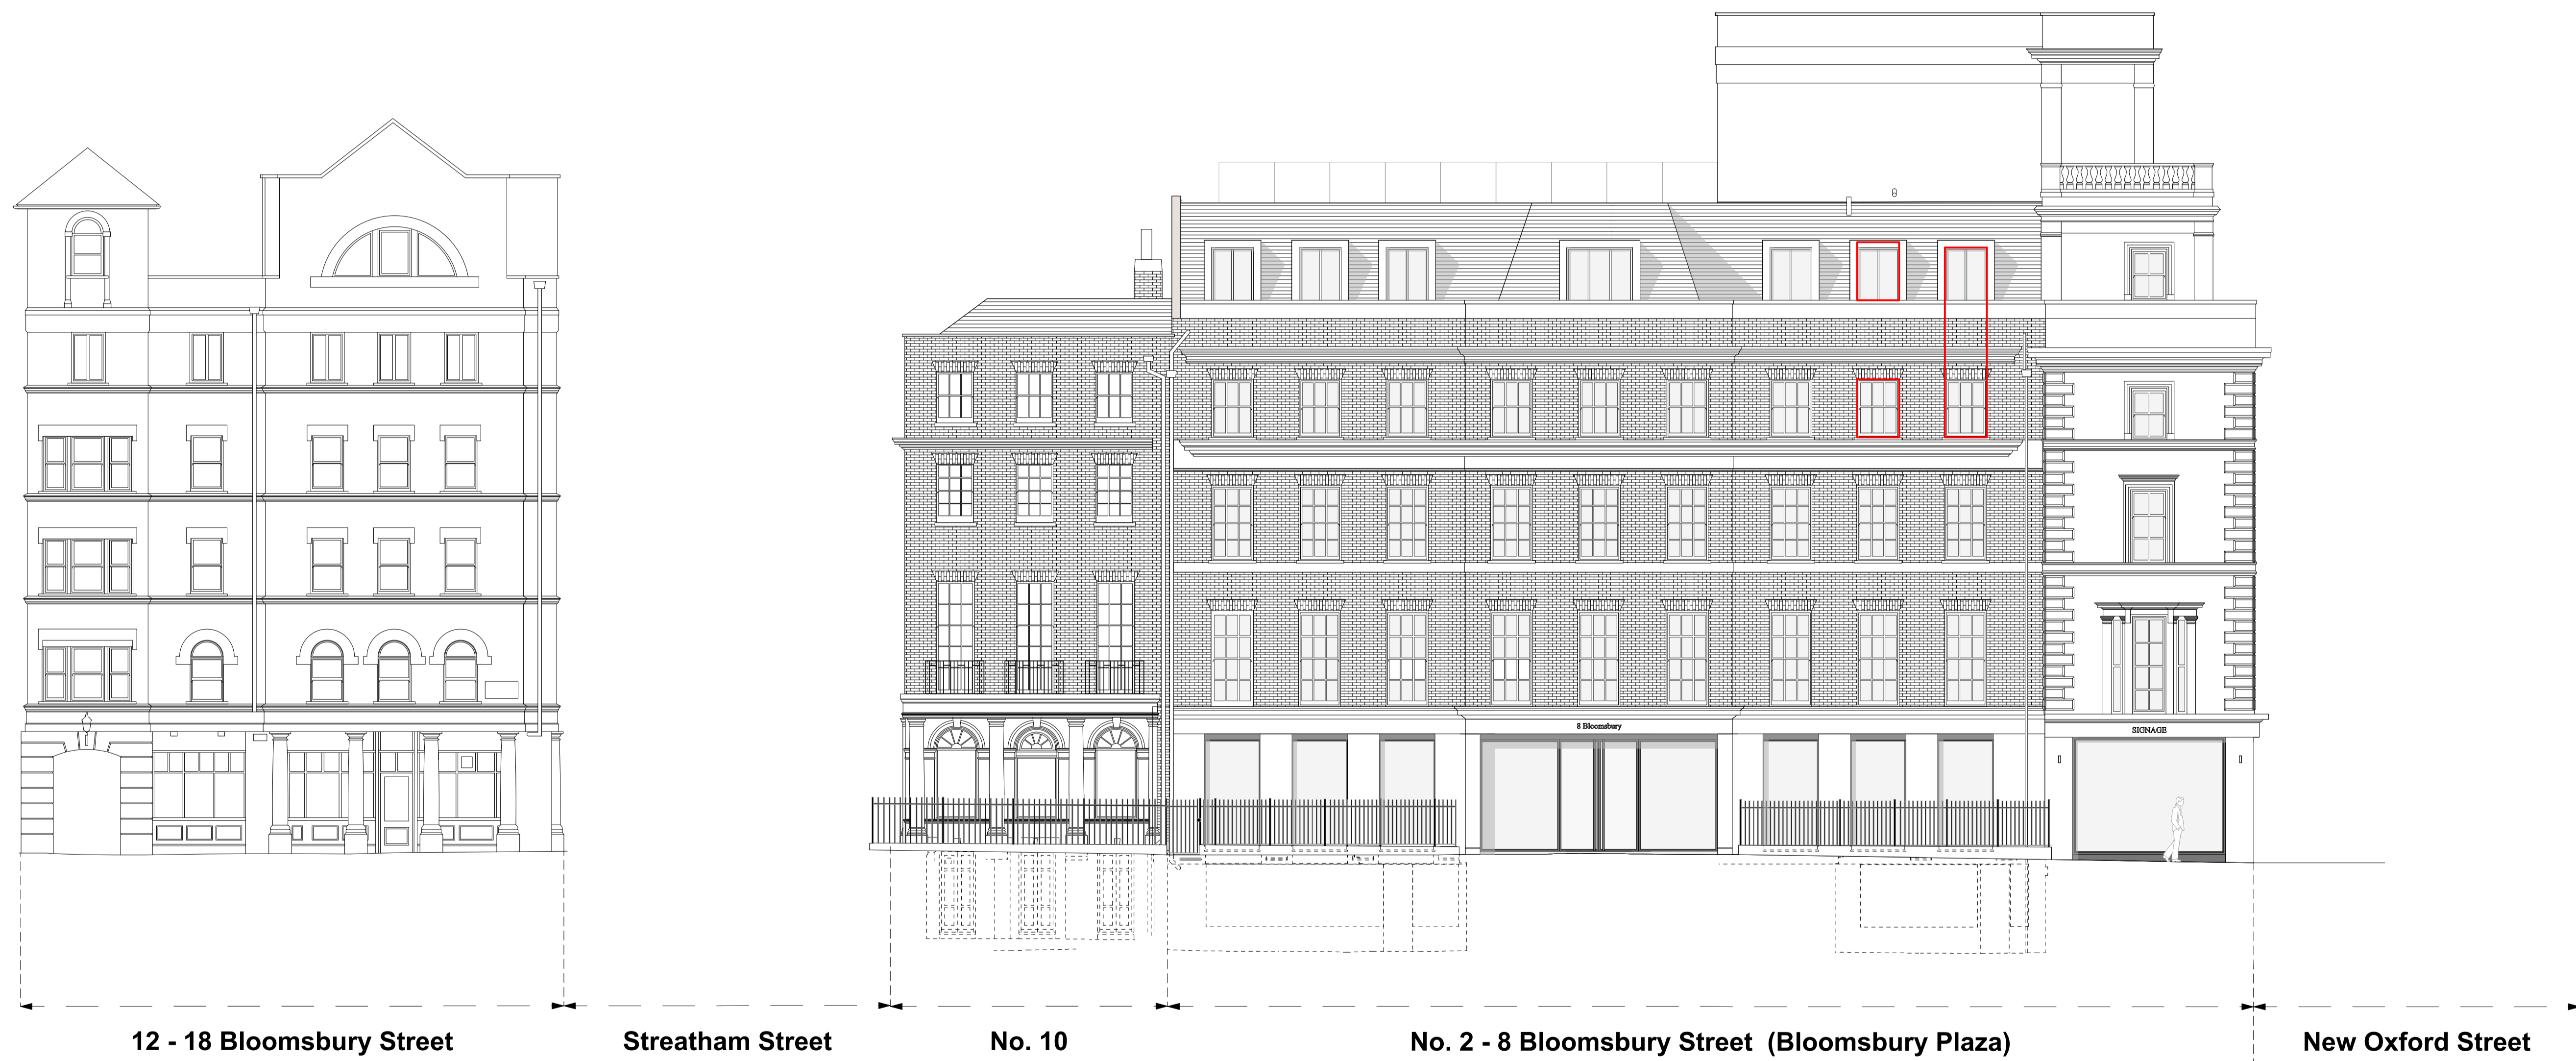 8 Bloomsbury
SIGNAGE
12 - 18 Bloomsbury Street
Streatham Street
No. 10
No. 2 - 8 Bloomsbury Street (Bloomsbury Plaza)
New Oxford Street